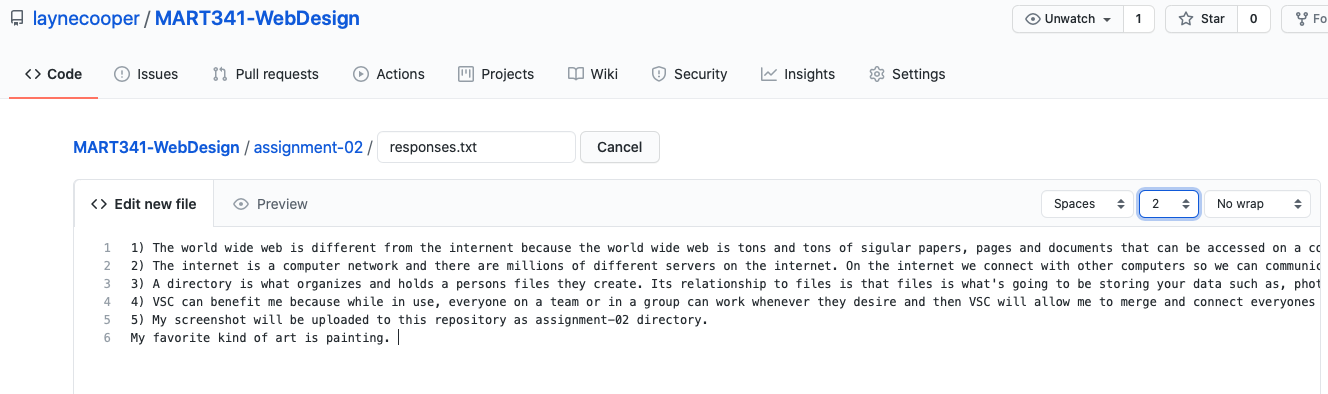 laynecooper / MART341-WebDesign
Unwatch 1 Star 0 Fo
Code Issues Pull requests Actions Projects Wiki Security Insights Settings
MART341-WebDesign / assignment-02 / responses.txt Cancel
Edit new file Preview Spaces 2 No wrap
1 1) The world wide web is different from the internent because the world wide web is tons and tons of sigular papers, pages and documents that can be accessed on a co
2 2) The internet is a computer network and there are millions of different servers on the internet. On the internet we connect with other computers so we can communic
3 3) A directory is what organizes and holds a persons files they create. Its relationship to files is that files is what's going to be storing your data such as, phot
4 4) VSC can benefit me because while in use, everyone on a team or in a group can work whenever they desire and then VSC will allow me to merge and connect everyones
5 5) My screenshot will be uploaded to this repository as assignment-02 directory.
6 My favorite kind of art is painting.